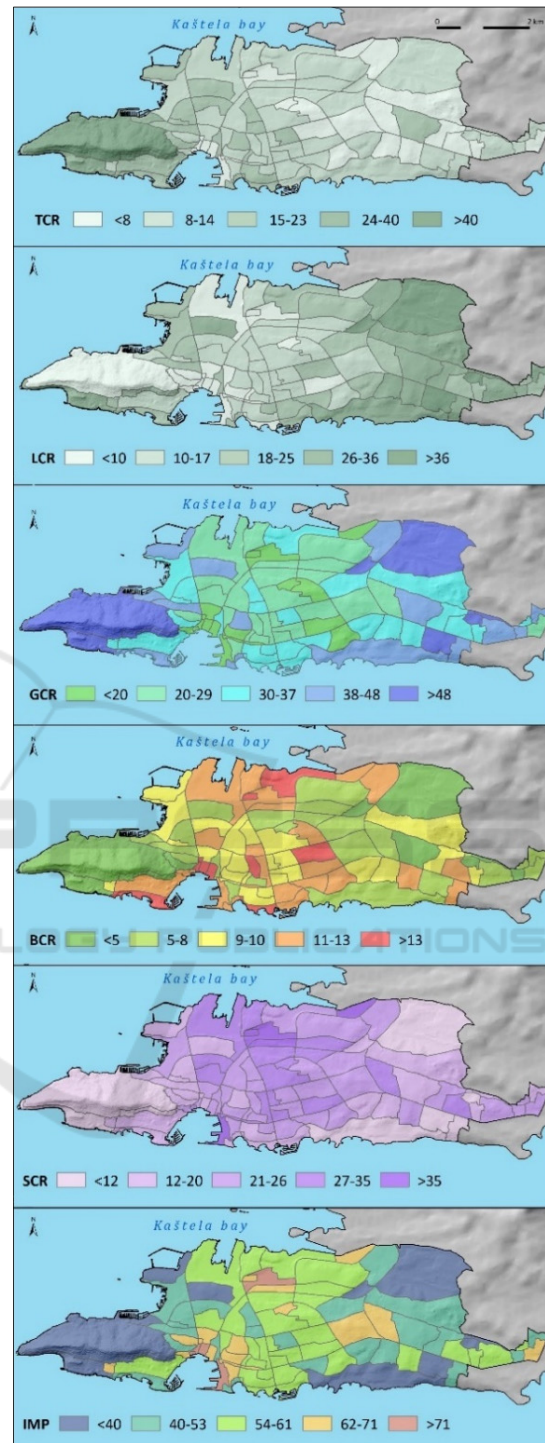 N
Kaštela bay
0 2 km
TCR <8 8-14 15-23 24-40 >40
N
Kaštela bay
LCR <10 10-17 18-25 26-36 >36
N
Kaštela bay
GCR <20 20-29 30-37 38-48 >48
N
Kaštela bay
BCR <5 5-8 9-10 11-13 >13
N
Kaštela bay
SCR <12 12-20 21-26 27-35 >35
N
Kaštela bay
IMP <40 40-53 54-61 62-71 >71